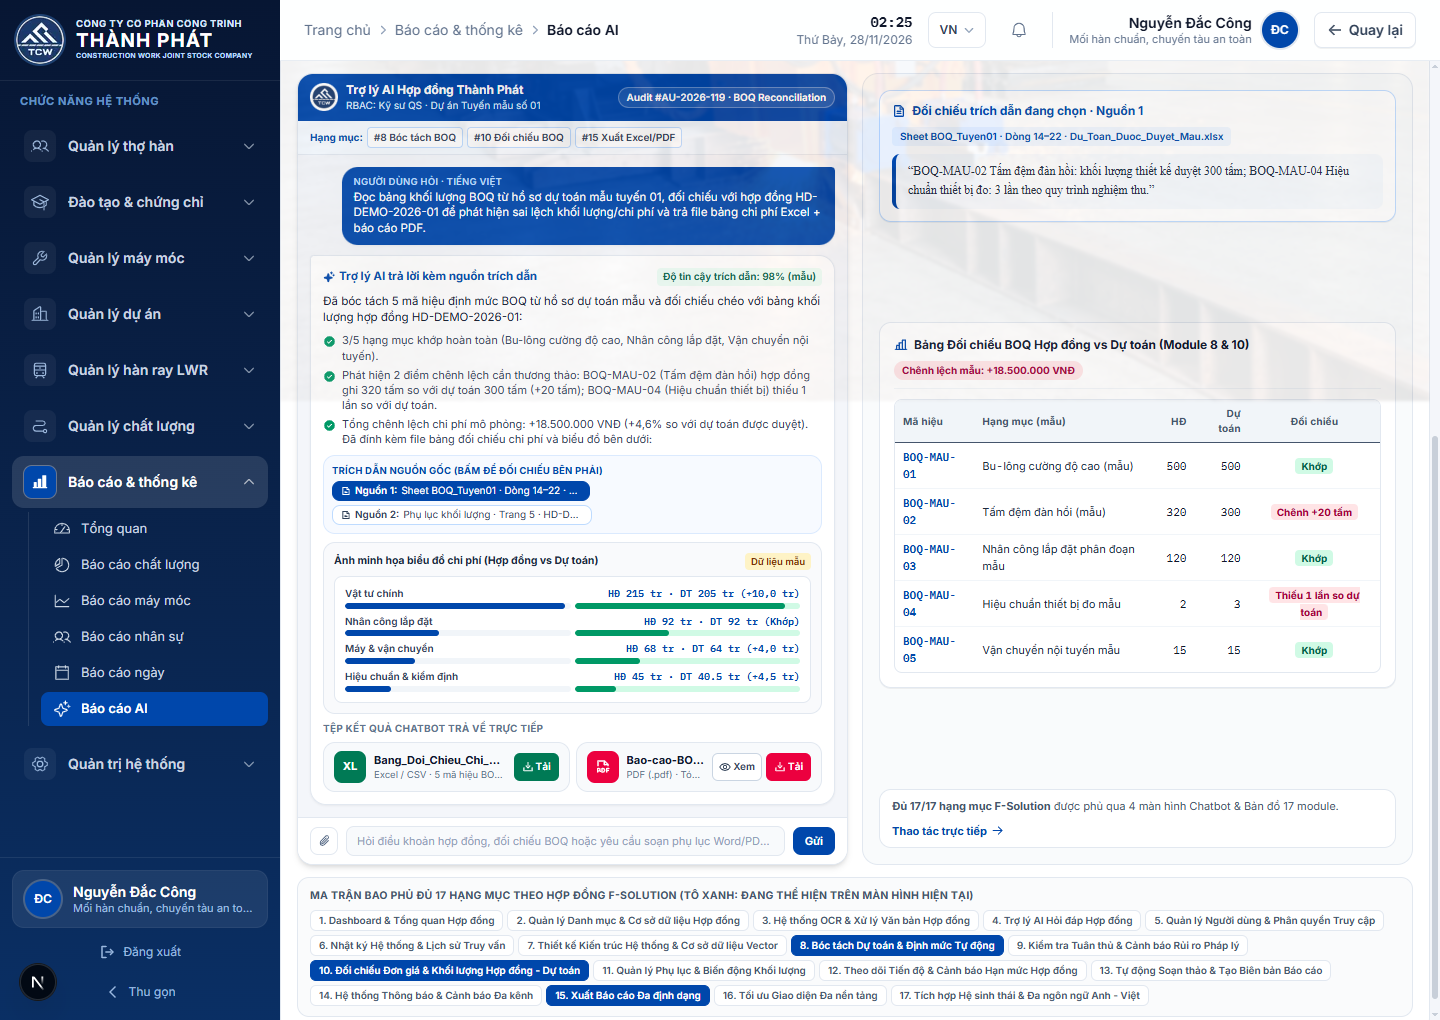 CÔNG TY CỔ PHẦN CÔNG TRÌNH
THÀNH PHÁT
CONSTRUCTION WORK JOINT STOCK COMPANY
TCW
CHỨC NĂNG HỆ THỐNG
Quản lý thợ hàn
Đào tạo & chứng chỉ
Quản lý máy móc
Quản lý dự án
Quản lý hàn ray LWR
Quản lý chất lượng
Báo cáo & thống kê
Tổng quan
Báo cáo chất lượng
Báo cáo máy móc
Báo cáo nhân sự
Báo cáo ngày
Báo cáo AI
Quản trị hệ thống
ĐC
Nguyễn Đắc Công
Mối hàn chuẩn, chuyến tàu an to...
Đăng xuất
N
Thu gọn
Trang chủ > Báo cáo & thống kê > Báo cáo AI
02:25
Thứ Bảy, 28/11/2026
VN
Nguyễn Đắc Công
Mối hàn chuẩn, chuyến tàu an toàn
ĐC
Quay lại
TCW
Trợ lý AI Hợp đồng Thành Phát
RBAC: Kỹ sư QS · Dự án Tuyến mẫu số 01
Audit #AU-2026-119 · BOQ Reconciliation
Hạng mục: #8 Bóc tách BOQ #10 Đối chiếu BOQ #15 Xuất Excel/PDF
NGƯỜI DÙNG HỎI · TIẾNG VIỆT
Đọc bảng khối lượng BOQ từ hồ sơ dự toán mẫu tuyến 01, đối chiếu với hợp đồng HD-
DEMO-2026-01 để phát hiện sai lệch khối lượng/chi phí và trả file bảng chi phí Excel +
báo cáo PDF.
Trợ lý AI trả lời kèm nguồn trích dẫn
Độ tin cậy trích dẫn: 98% (mẫu)
Đã bóc tách 5 mã hiệu định mức BOQ từ hồ sơ dự toán mẫu và đối chiếu chéo với bảng khối
lượng hợp đồng HD-DEMO-2026-01:
3/5 hạng mục khớp hoàn toàn (Bu-lông cường độ cao, Nhân công lắp đặt, Vận chuyển nội
tuyến).
Phát hiện 2 điểm chênh lệch cần thương thảo: BOQ-MAU-02 (Tấm đệm đàn hồi) hợp đồng
ghi 320 tấm so với dự toán 300 tấm (+20 tấm); BOQ-MAU-04 (Hiệu chuẩn thiết bị) thiếu 1
lần so với dự toán.
Tổng chênh lệch chi phí mô phỏng: +18.500.000 VNĐ (+4,6% so với dự toán được duyệt).
Đã đính kèm file bảng đối chiếu chi phí và biểu đồ bên dưới:
TRÍCH DẪN NGUỒN GỐC (BẤM ĐỂ ĐỐI CHIẾU BÊN PHẢI)
Nguồn 1: Sheet BOQ_Tuyen01 · Dòng 14–22 · ...
Nguồn 2: Phụ lục khối lượng · Trang 5 · HD-D...
Ảnh minh họa biểu đồ chi phí (Hợp đồng vs Dự toán)
Dữ liệu mẫu
Vật tư chính HĐ 215 tr · DT 205 tr (+10,0 tr)
Nhân công lắp đặt HĐ 92 tr · DT 92 tr (Khớp)
Máy & vận chuyển HĐ 68 tr · DT 64 tr (+4,0 tr)
Hiệu chuẩn & kiểm định HĐ 45 tr · DT 40.5 tr (+4,5 tr)
TỆP KẾT QUẢ CHATBOT TRẢ VỀ TRỰC TIẾP
XL
Bang_Doi_Chieu_Chi_...
Excel / CSV · 5 mã hiệu BO...
Tải
PDF
Bao-cao-BO...
PDF (.pdf) · Tó...
Xem
Tải
Hỏi điều khoản hợp đồng, đối chiếu BOQ hoặc yêu cầu soạn phụ lục Word/PD...
Gửi
Đối chiếu trích dẫn đang chọn · Nguồn 1
Sheet BOQ_Tuyen01 · Dòng 14–22 · Du_Toan_Duoc_Duyet_Mau.xlsx
“BOQ-MAU-02 Tấm đệm đàn hồi: khối lượng thiết kế duyệt 300 tấm; BOQ-MAU-04 Hiệu
chuẩn thiết bị đo: 3 lần theo quy trình nghiệm thu.”
Bảng Đối chiếu BOQ Hợp đồng vs Dự toán (Module 8 & 10)
Chênh lệch mẫu: +18.500.000 VNĐ
Mã hiệu Hạng mục (mẫu) HĐ Dự toán Đối chiếu
BOQ-MAU-01 Bu-lông cường độ cao (mẫu) 500 500 Khớp
BOQ-MAU-02 Tấm đệm đàn hồi (mẫu) 320 300 Chênh +20 tấm
BOQ-MAU-03 Nhân công lắp đặt phân đoạn mẫu 120 120 Khớp
BOQ-MAU-04 Hiệu chuẩn thiết bị đo mẫu 2 3 Thiếu 1 lần so dự toán
BOQ-MAU-05 Vận chuyển nội tuyến mẫu 15 15 Khớp
Đủ 17/17 hạng mục F-Solution được phủ qua 4 màn hình Chatbot & Bản đồ 17 module.
Thao tác trực tiếp →
MA TRẬN BAO PHỦ ĐỦ 17 HẠNG MỤC THEO HỢP ĐỒNG F-SOLUTION (TÔ XANH: ĐANG THỂ HIỆN TRÊN MÀN HÌNH HIỆN TẠI)
1. Dashboard & Tổng quan Hợp đồng 2. Quản lý Danh mục & Cơ sở dữ liệu Hợp đồng 3. Hệ thống OCR & Xử lý Văn bản Hợp đồng 4. Trợ lý AI Hỏi đáp Hợp đồng 5. Quản lý Người dùng & Phân quyền Truy cập
6. Nhật ký Hệ thống & Lịch sử Truy vấn 7. Thiết kế Kiến trúc Hệ thống & Cơ sở dữ liệu Vector 8. Bóc tách Dự toán & Định mức Tự động 9. Kiểm tra Tuân thủ & Cảnh báo Rủi ro Pháp lý
10. Đối chiếu Đơn giá & Khối lượng Hợp đồng - Dự toán 11. Quản lý Phụ lục & Biến động Khối lượng 12. Theo dõi Tiến độ & Cảnh báo Hạn mức Hợp đồng 13. Tự động Soạn thảo & Tạo Biên bản Báo cáo
14. Hệ thống Thông báo & Cảnh báo Đa kênh 15. Xuất Báo cáo Đa định dạng 16. Tối ưu Giao diện Đa nền tảng 17. Tích hợp Hệ sinh thái & Đa ngôn ngữ Anh - Việt